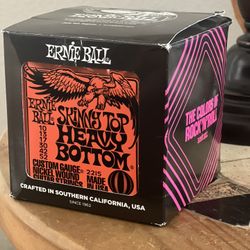 ERNIE BALL
ERNIE BALL
SKINNY TOP
HEAVY
BOTTOM
10
13
17
30
42
52
2215
CUSTOM GAUGE
NICKEL WOUND
GUITAR STRINGS
MADE IN
USA
CRAFTED IN SOUTHERN CALIFORNIA, USA
SINCE 1962
THE COLORS OF
ROCK'N'ROLL